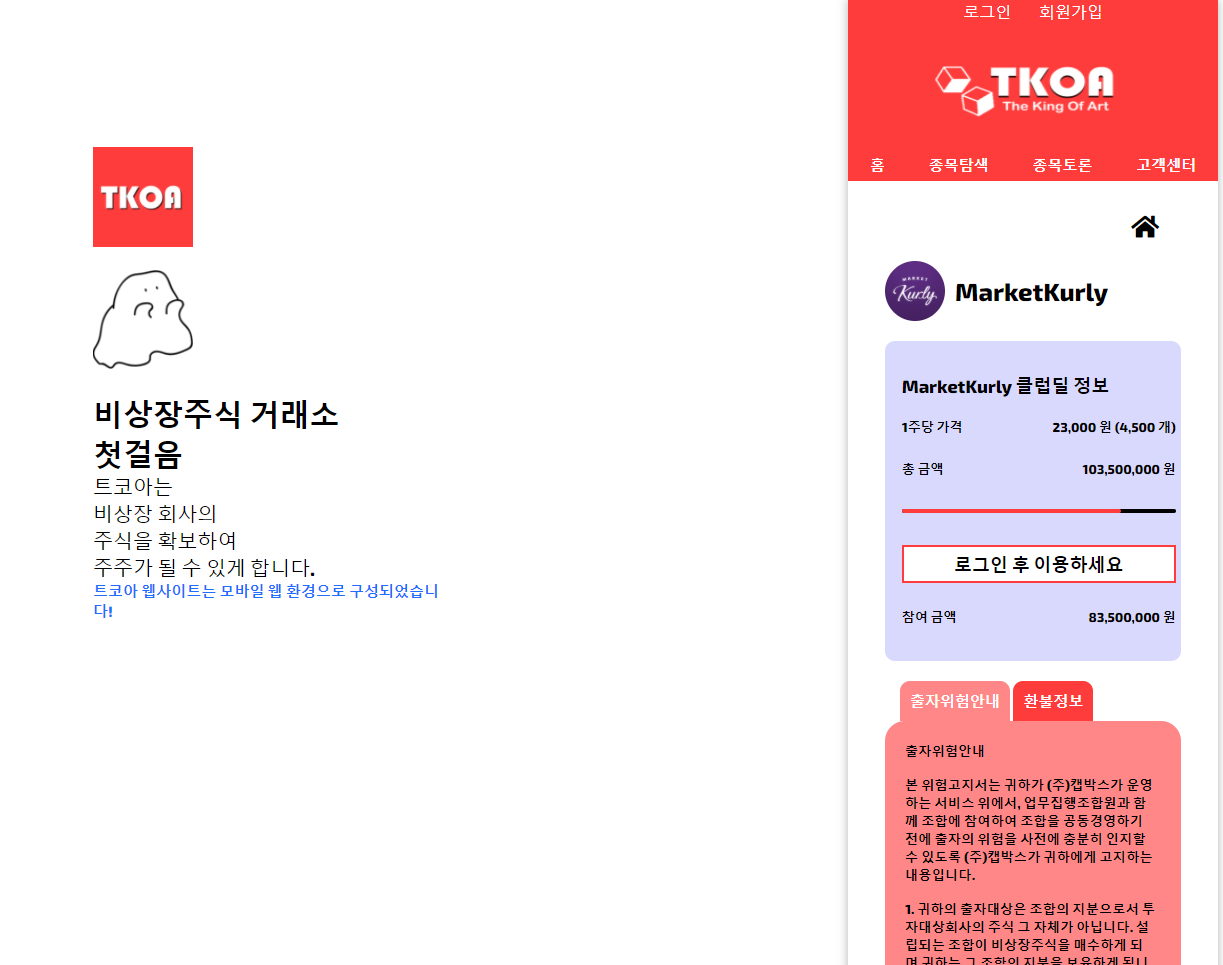 TKOA
비상장주식 거래소
첫걸음
트코아는
비상장 회사의
주식을 확보하여
주주가 될 수 있게 합니다.
트코아 웹사이트는 모바일 웹 환경으로 구성되었습니
다!
로그인 회원가입
TKOA
The King Of Art
홈 종목탐색 종목토론 고객센터
MARKET
Kurly
MarketKurly
MarketKurly 클럽딜 정보
1주당 가격 23,000 원 (4,500 개)
총 금액 103,500,000 원
로그인 후 이용하세요
참여 금액 83,500,000 원
출자위험안내 환불정보
출자위험안내
본 위험고지서는 귀하가 (주)캡박스가 운영
하는 서비스 위에서, 업무집행조합원과 함
께 조합에 참여하여 조합을 공동경영하기
전에 출자의 위험을 사전에 충분히 인지할
수 있도록 (주)캡박스가 귀하에게 고지하는
내용입니다.
1. 귀하의 출자대상은 조합의 지분으로서 투
자대상회사의 주식 그 자체가 아닙니다. 설
립되는 조합이 비상장주식을 매수하게 되
며 귀하는 그 조합의 지분을 보유하게 됩니